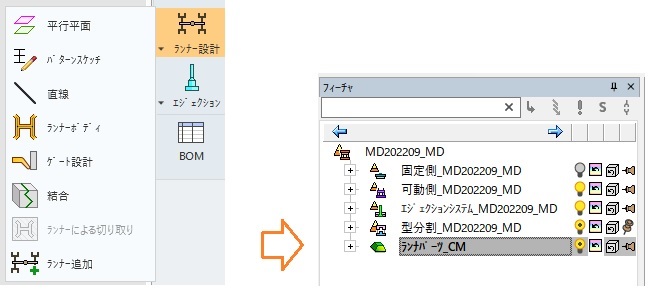 平行平面
ﾊﾟﾀｰﾝｽｹｯﾁ
直線
ﾗﾝﾅｰﾎﾞﾃﾞｨ
ｹﾞｰﾄ設計
結合
ﾗﾝﾅｰによる切り取り
ﾗﾝﾅｰ追加
ﾗﾝﾅｰ設計
ｴｼﾞｪｸｼｮﾝ
BOM
ﾌｨｰﾁｬ
S
MD202209_MD
固定側_MD202209_MD
可動側_MD202209_MD
ｴｼﾞｪｸｼｮﾝｼｽﾃﾑ_MD202209_MD
型分割_MD202209_MD
ﾗﾝﾅﾊﾟｰﾂ_CM